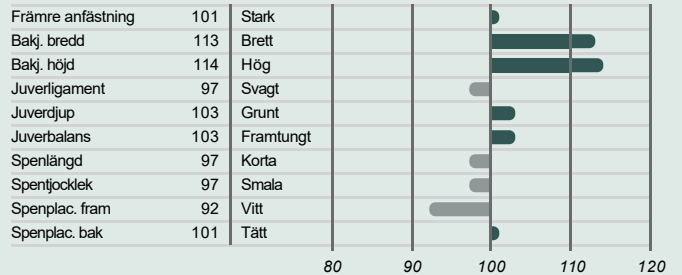 Främre anfästning 101 Stark
Bakj. bredd 113 Brett
Bakj. höjd 114 Hög
Juverligament 97 Svagt
Juverdjup 103 Grunt
Juverbalans 103 Framtungt
Spenlängd 97 Korta
Spentjocklek 97 Smala
Spenplac. fram 92 Vitt
Spenplac. bak 101 Tätt
80 90 100 110 120